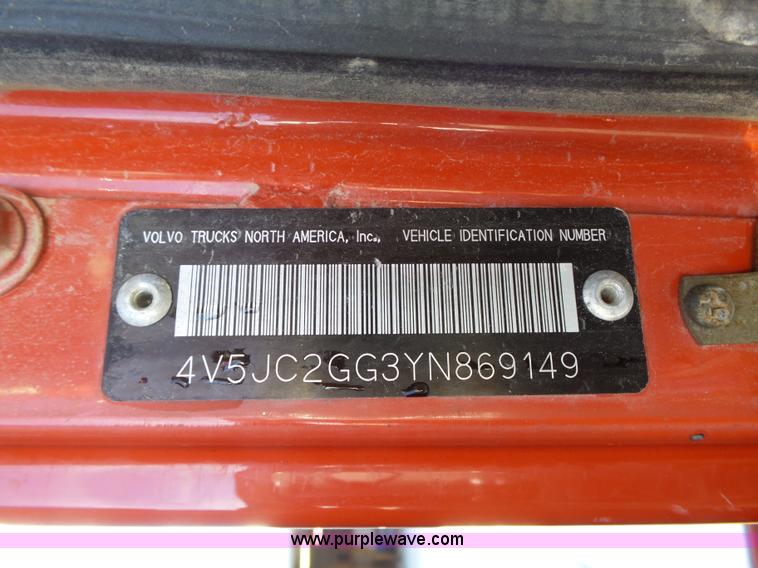 VOLVO TRUCKS NORTH AMERICA, Inc., VEHICLE IDENTIFICATION NUMBER
4V5JC2GG3YN869149
www.purplewave.com